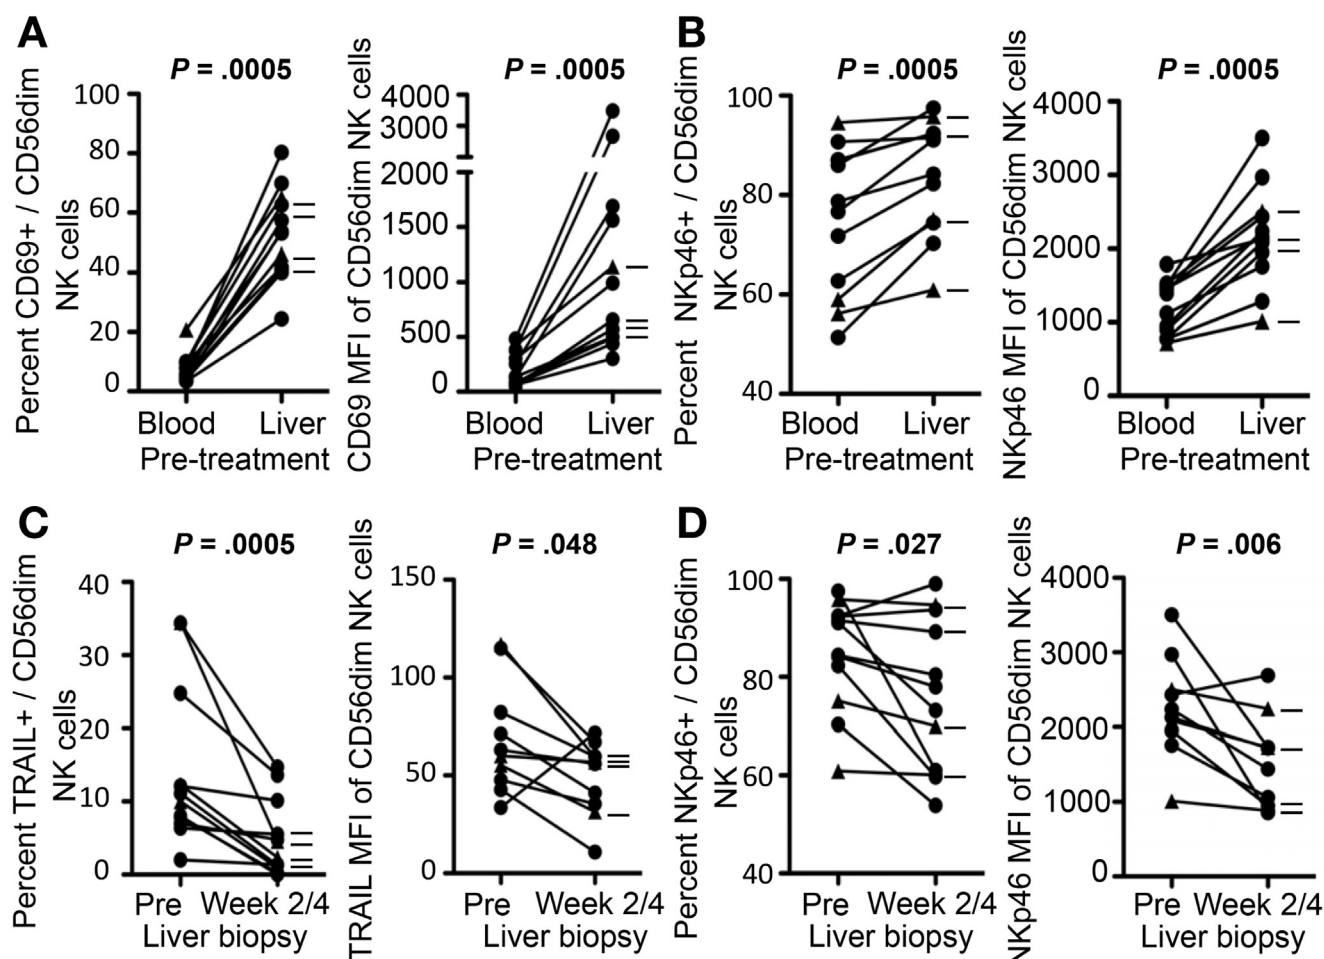 A
Percent CD69+ / CD56dim
NK cells
P = .0005
100
80
60
40
20
0
Blood Liver
Pre-treatment
CD69 MFI of CD56dim NK cells
P = .0005
4000
3000
2000
1500
1000
500
0
Blood Liver
Pre-treatment
B
Percent NKp46+ / CD56dim
NK cells
P = .0005
100
80
60
40
Blood Liver
Pre-treatment
NKp46 MFI of CD56dim NK cells
P = .0005
4000
3000
2000
1000
0
Blood Liver
Pre-treatment
C
Percent TRAIL+ / CD56dim
NK cells
P = .0005
40
30
20
10
0
Pre Week 2/4
Liver biopsy
TRAIL MFI of CD56dim NK cells
P = .048
150
100
50
0
Pre Week 2/4
Liver biopsy
D
Percent NKp46+ / CD56dim
NK cells
P = .027
100
80
60
40
Pre Week 2/4
Liver biopsy
NKp46 MFI of CD56dim NK cells
P = .006
4000
3000
2000
1000
0
Pre Week 2/4
Liver biopsy